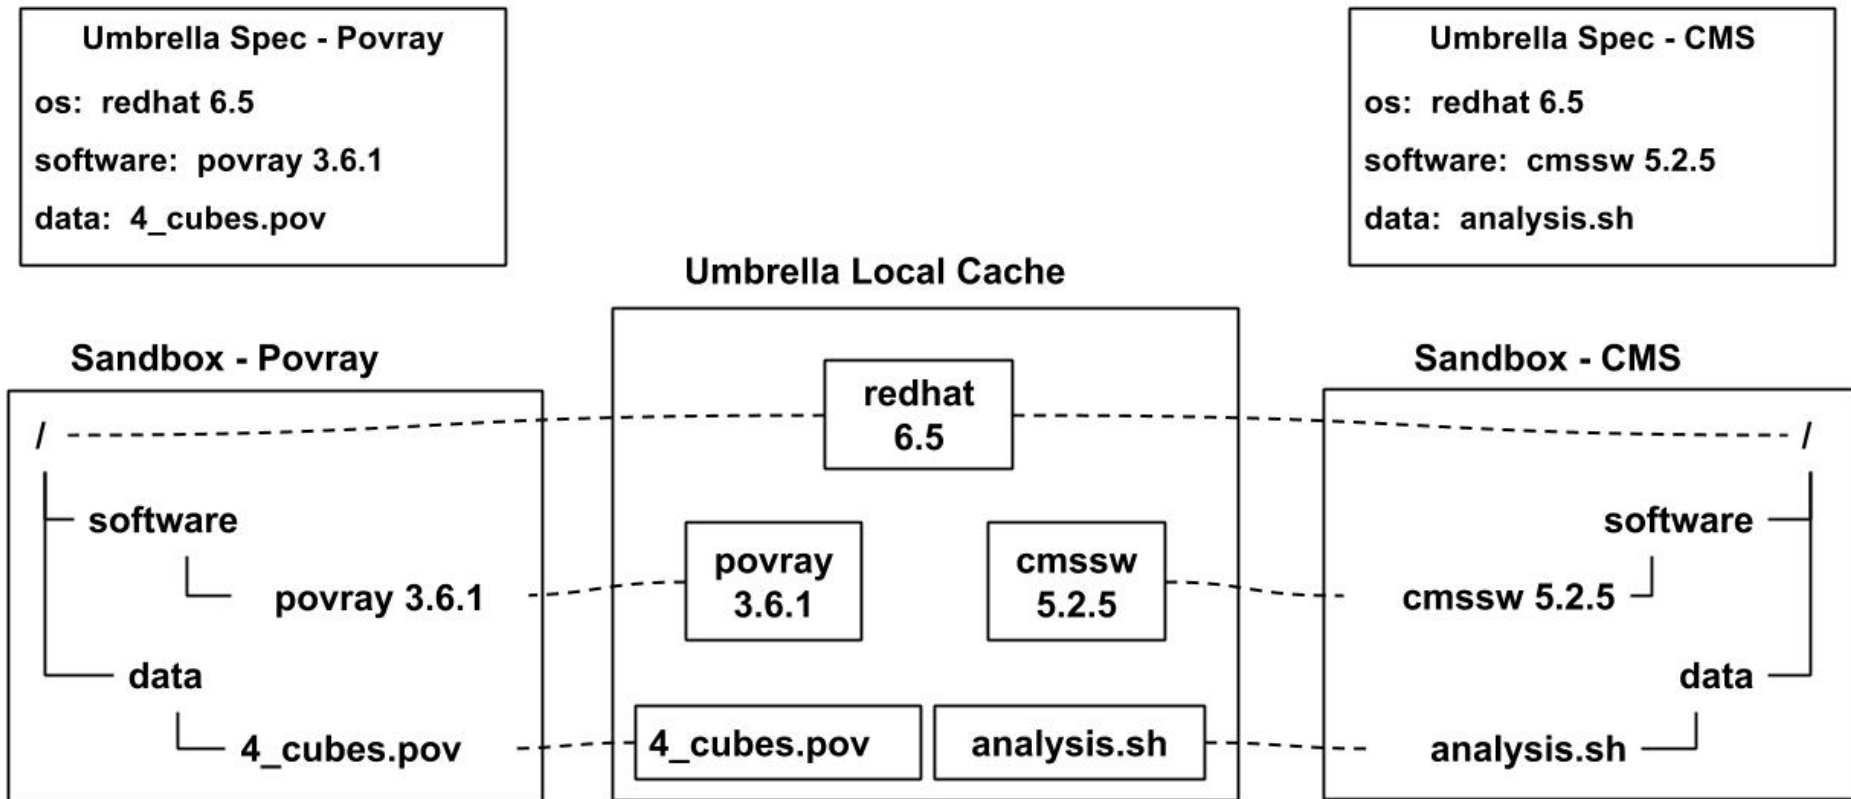 Umbrella Spec - Povray
os: redhat 6.5
software: povray 3.6.1
data: 4_cubes.pov
Umbrella Spec - CMS
os: redhat 6.5
software: cmssw 5.2.5
data: analysis.sh
Umbrella Local Cache
Sandbox - Povray
/
software
povray 3.6.1
data
4_cubes.pov
redhat
6.5
povray
3.6.1
cmssw
5.2.5
4_cubes.pov
analysis.sh
Sandbox - CMS
/
software
cmssw 5.2.5
data
analysis.sh